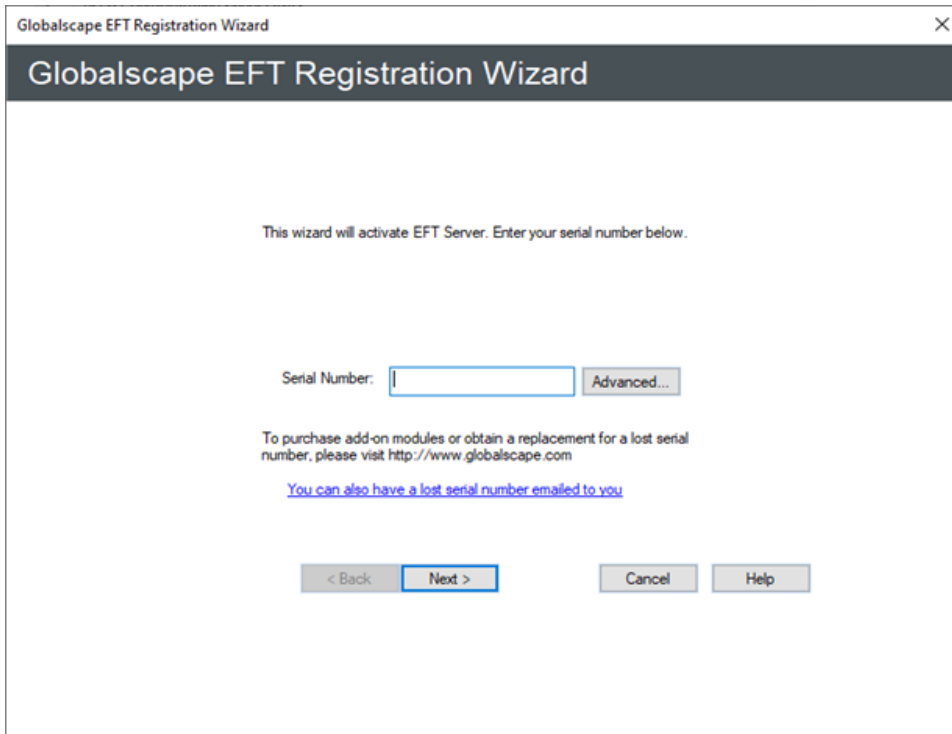 Globalscape EFT Registration Wizard
Globalscape EFT Registration Wizard
This wizard will activate EFT Server. Enter your serial number below.
Serial Number:
Advanced...
To purchase add-on modules or obtain a replacement for a lost serial
number, please visit http://www.globalscape.com
You can also have a lost serial number emailed to you
< Back
Next >
Cancel
Help